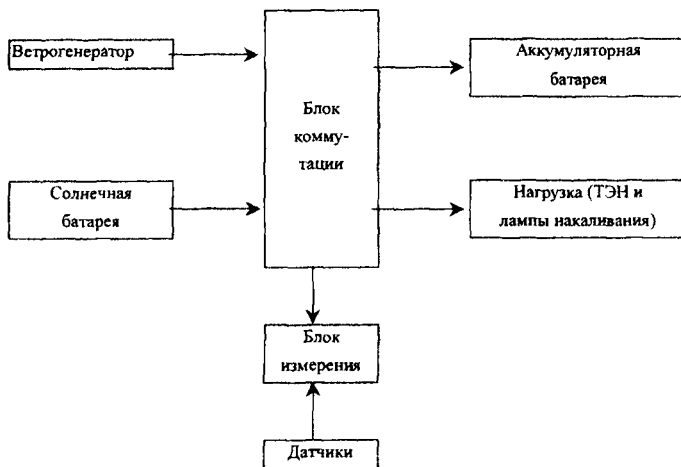 Ветрогенератор
Аккумуляторная
батарея
Блок
комму-
тации
Солнечная
батарея
Нагрузка (ТЭН и
лампы накаливания)
Блок
измерения
Датчики